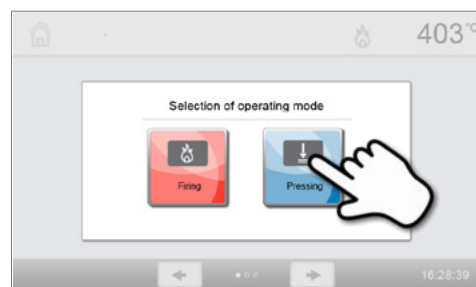 403°C
Selection of operating mode
Firing
Pressing
16:28:39